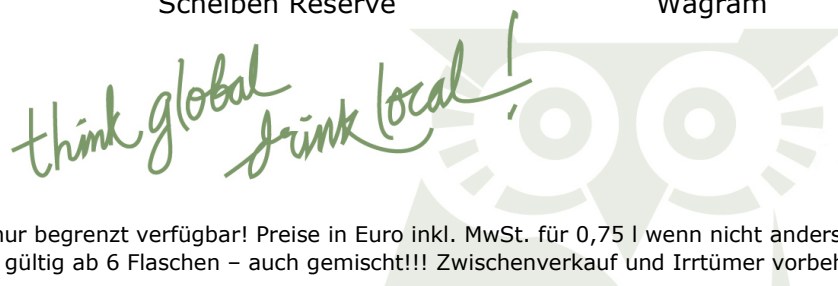 Scheiben Reserve Wagram
think global
drink local!
nur begrenzt verfügbar! Preise in Euro inkl. MwSt. für 0,75 l wenn nicht anders
gültig ab 6 Flaschen – auch gemischt!!! Zwischenverkauf und Irrtümer vorbeh